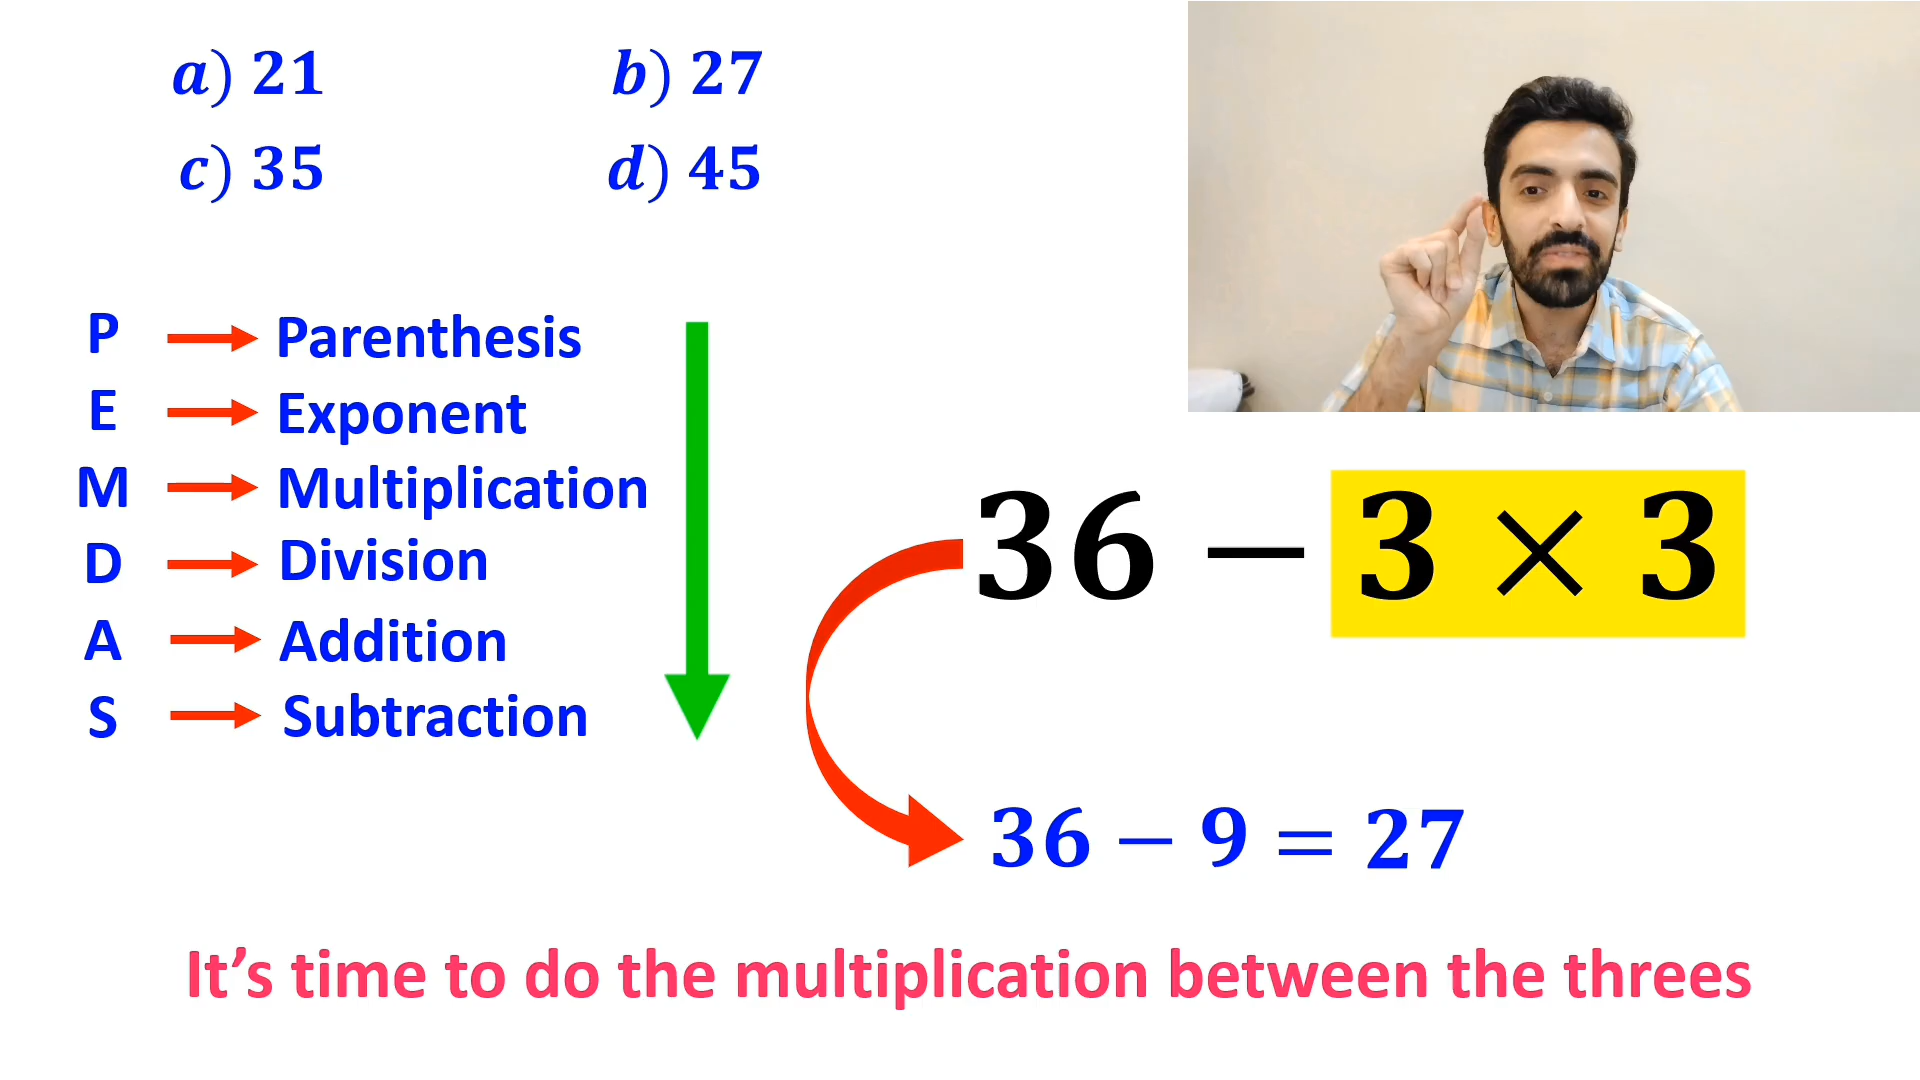 a) 21 b) 27
c) 35 d) 45
P Parenthesis
E Exponent
M Multiplication
D Division
A Addition
S Subtraction
36 − 3 × 3
36 − 9 = 27
It’s time to do the multiplication between the threes